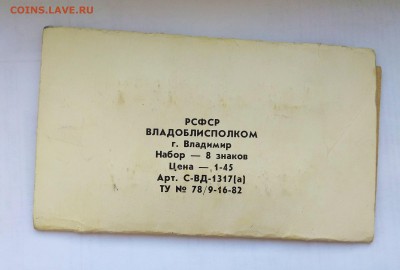 COINS.LAVE.RU
РСФСР
ВЛАДОБЛИСПОЛКОМ
г. Владимир
Набор — 8 знаков
Цена — 1-45
Арт. С-ВД-1317(а)
ТУ № 78/9-16-82